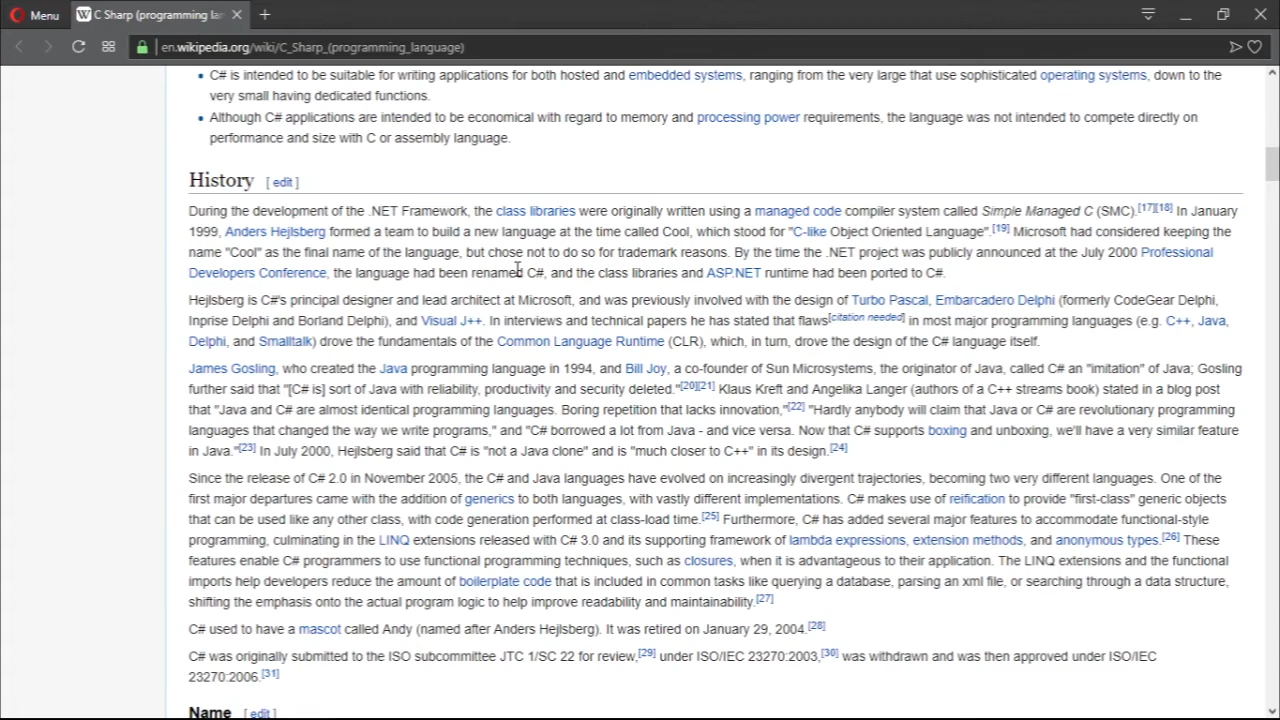 Menu
C Sharp (programming la
en.wikipedia.org/wiki/C_Sharp_(programming_language)
C# is intended to be suitable for writing applications for both hosted and embedded systems, ranging from the very large that use sophisticated operating systems, down to the
very small having dedicated functions.
Although C# applications are intended to be economical with regard to memory and processing power requirements, the language was not intended to compete directly on
performance and size with C or assembly language.
History [ edit ]
During the development of the .NET Framework, the class libraries were originally written using a managed code compiler system called Simple Managed C (SMC).[17][18] In January
1999, Anders Hejlsberg formed a team to build a new language at the time called Cool, which stood for "C-like Object Oriented Language".[19] Microsoft had considered keeping the
name "Cool" as the final name of the language, but chose not to do so for trademark reasons. By the time the .NET project was publicly announced at the July 2000 Professional
Developers Conference, the language had been renamed C#, and the class libraries and ASP.NET runtime had been ported to C#.
Hejlsberg is C#'s principal designer and lead architect at Microsoft, and was previously involved with the design of Turbo Pascal, Embarcadero Delphi (formerly CodeGear Delphi,
Inprise Delphi and Borland Delphi), and Visual J++. In interviews and technical papers he has stated that flaws[citation needed] in most major programming languages (e.g. C++, Java,
Delphi, and Smalltalk) drove the fundamentals of the Common Language Runtime (CLR), which, in turn, drove the design of the C# language itself.
James Gosling, who created the Java programming language in 1994, and Bill Joy, a co-founder of Sun Microsystems, the originator of Java, called C# an "imitation" of Java; Gosling
further said that "[C# is] sort of Java with reliability, productivity and security deleted."[20][21] Klaus Kreft and Angelika Langer (authors of a C++ streams book) stated in a blog post
that "Java and C# are almost identical programming languages. Boring repetition that lacks innovation,"[22] "Hardly anybody will claim that Java or C# are revolutionary programming
languages that changed the way we write programs," and "C# borrowed a lot from Java - and vice versa. Now that C# supports boxing and unboxing, we'll have a very similar feature
in Java."[23] In July 2000, Hejlsberg said that C# is "not a Java clone" and is "much closer to C++" in its design.[24]
Since the release of C# 2.0 in November 2005, the C# and Java languages have evolved on increasingly divergent trajectories, becoming two very different languages. One of the
first major departures came with the addition of generics to both languages, with vastly different implementations. C# makes use of reification to provide "first-class" generic objects
that can be used like any other class, with code generation performed at class-load time.[25] Furthermore, C# has added several major features to accommodate functional-style
programming, culminating in the LINQ extensions released with C# 3.0 and its supporting framework of lambda expressions, extension methods, and anonymous types.[26] These
features enable C# programmers to use functional programming techniques, such as closures, when it is advantageous to their application. The LINQ extensions and the functional
imports help developers reduce the amount of boilerplate code that is included in common tasks like querying a database, parsing an xml file, or searching through a data structure,
shifting the emphasis onto the actual program logic to help improve readability and maintainability.[27]
C# used to have a mascot called Andy (named after Anders Hejlsberg). It was retired on January 29, 2004.[28]
C# was originally submitted to the ISO subcommittee JTC 1/SC 22 for review,[29] under ISO/IEC 23270:2003,[30] was withdrawn and was then approved under ISO/IEC
23270:2006.[31]
Name [ edit ]